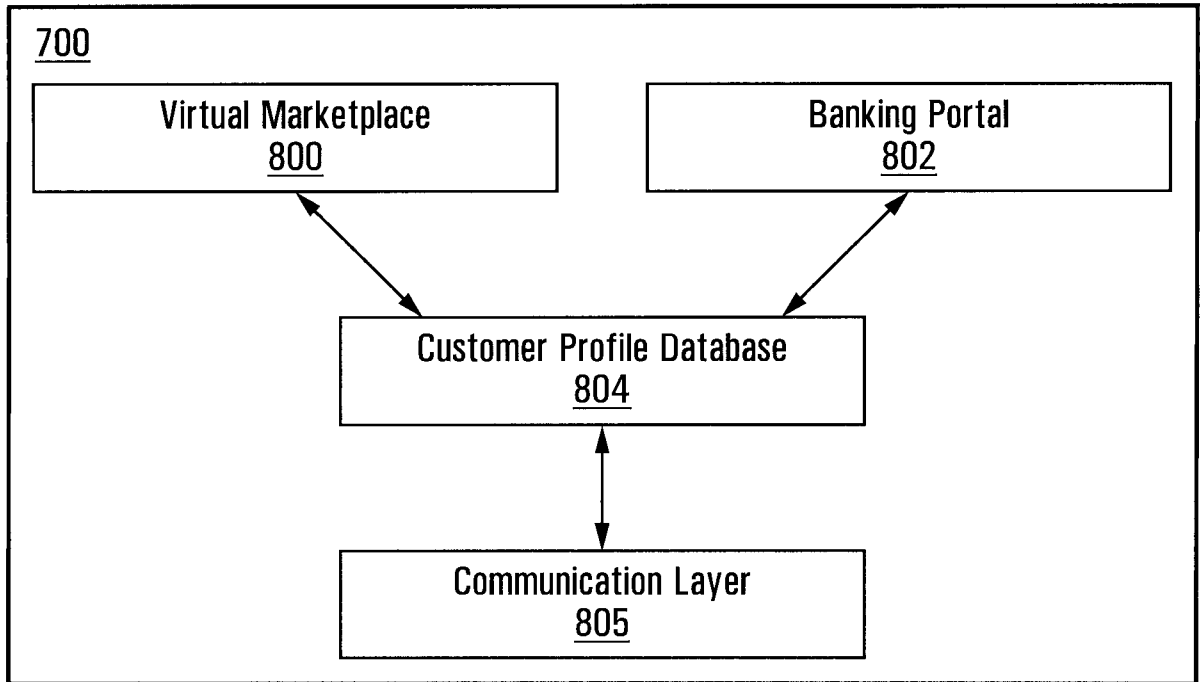 700
Virtual Marketplace
800
Banking Portal
802
Customer Profile Database
804
Communication Layer
805